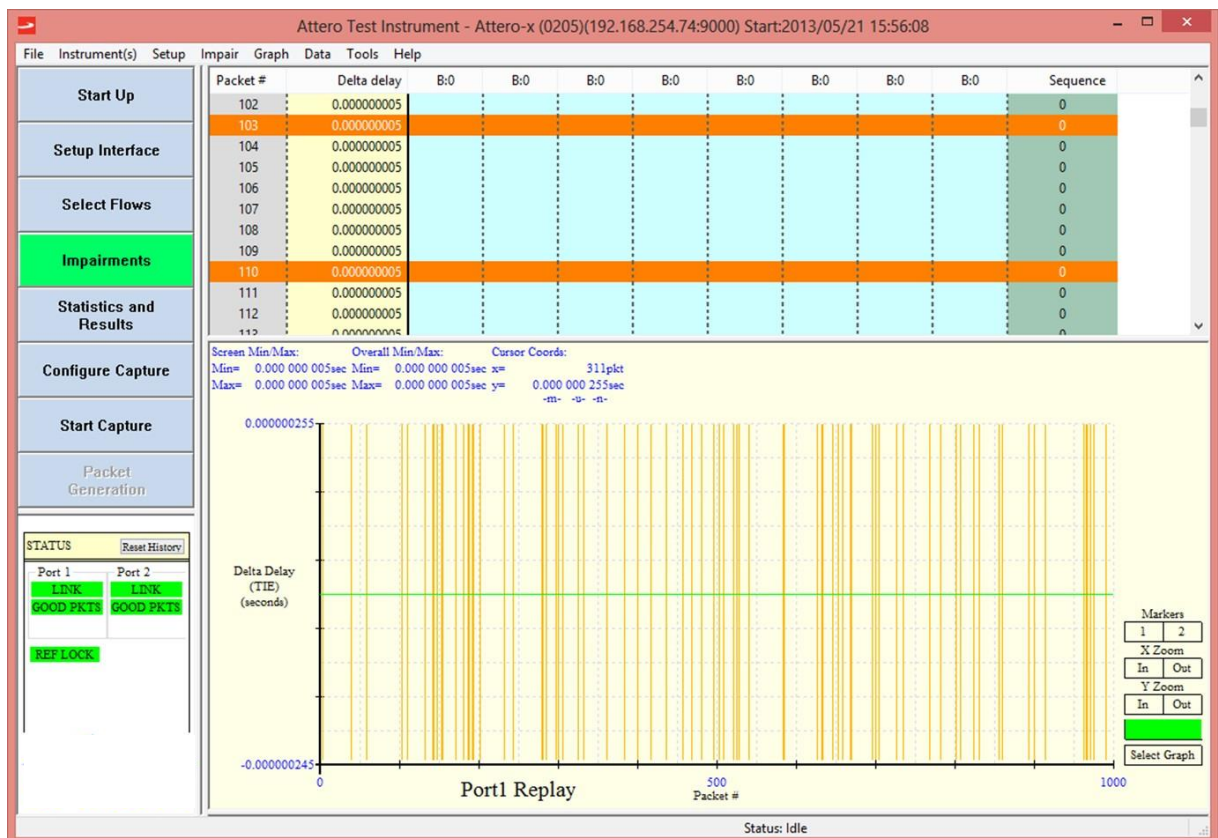 Attero Test Instrument - Attero-x (0205)(192.168.254.74:9000) Start:2013/05/21 15:56:08
File Instrument(s) Setup Impair Graph Data Tools Help
Start Up
Setup Interface
Select Flows
Impairments
Statistics and
Results
Configure Capture
Start Capture
Packet
Generation
STATUS Reset History
Port 1 Port 2
LINK LINK
GOOD PKTS GOOD PKTS
REF LOCK
Packet # Delta delay B:0 B:0 B:0 B:0 B:0 B:0 B:0 B:0 Sequence
102 0.000000005 0
103 0.000000005 0
104 0.000000005 0
105 0.000000005 0
106 0.000000005 0
107 0.000000005 0
108 0.000000005 0
109 0.000000005 0
110 0.000000005 0
111 0.000000005 0
112 0.000000005 0
113 0.000000005 0
Screen Min/Max: Overall Min/Max: Cursor Coords:
Min= 0.000 000 005sec Min= 0.000 000 005sec x= 311pkt
Max= 0.000 000 005sec Max= 0.000 000 005sec y= 0.000 000 255sec
-m- -u- -n-
0.000000255
Delta Delay
(TIE)
(seconds)
-0.000000245
0 500 1000
Port1 Replay
Packet #
Markers
1 2
X Zoom
In Out
Y Zoom
In Out
Select Graph
Status: Idle